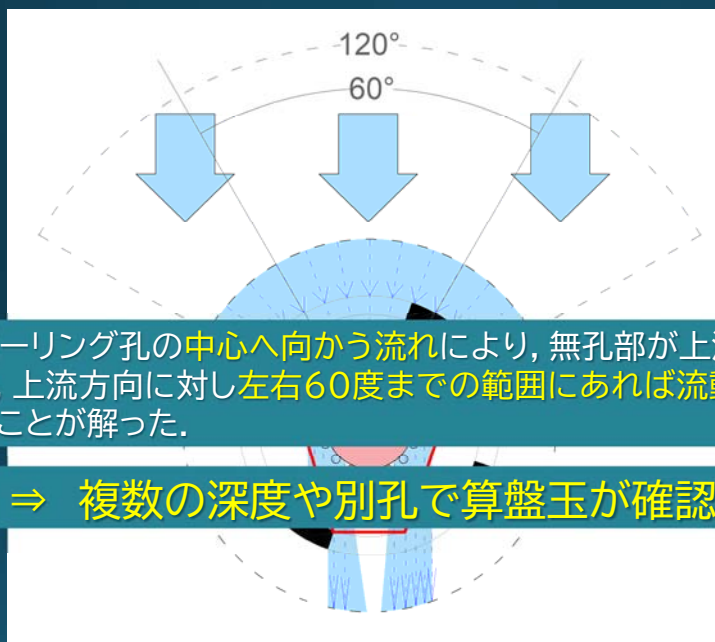 120°
60°
ーリング孔の中心へ向かう流れにより，無孔部が上
上流方向に対し左右60度までの範囲にあれば流
ことが解った．
⇒ 複数の深度や別孔で算盤玉が確認